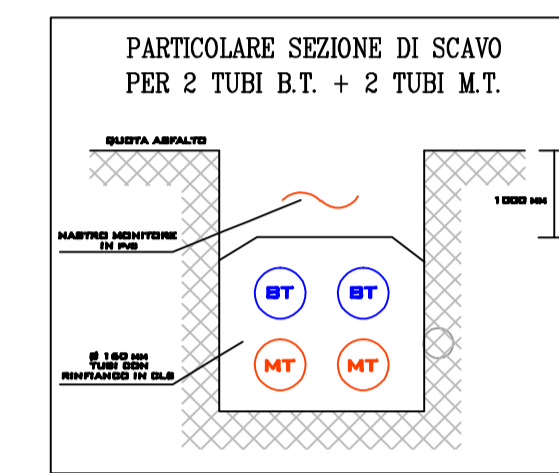 PARTICOLARE SEZIONE DI SCAVO
PER 2 TUBI B.T. + 2 TUBI M.T.
QUOTA ASFALTO
1000 MM
NASTRO MONITORE
IN PVC
BT BT
Ø 160 MM
TUBI CON
RINFIANCO IN CLS
MT MT